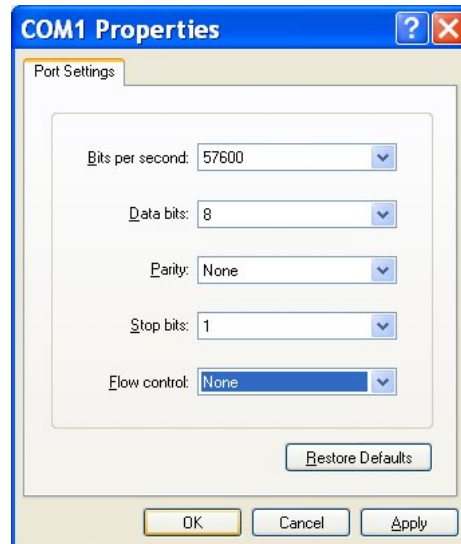 COM1 Properties
Port Settings
Bits per second: 57600
Data bits: 8
Parity: None
Stop bits: 1
Flow control: None
Restore Defaults
OK Cancel Apply